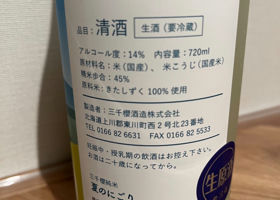 品目：清酒 生酒（要冷蔵）
アルコール度：14% 内容量：720ml
原材料名：米（国産）、米こうじ（国産米）
精米歩合：45%
原料米：きたしずく 100% 使用
製造者：三千櫻酒造株式会社
北海道上川郡東川町西2号北23番地
TEL 0166 82 6631 FAX 0166 82 5533
妊娠中・授乳期の飲酒はお控え下さい。
お酒は二十歳になってから。
三千櫻純米
夏のにごり
生原酒